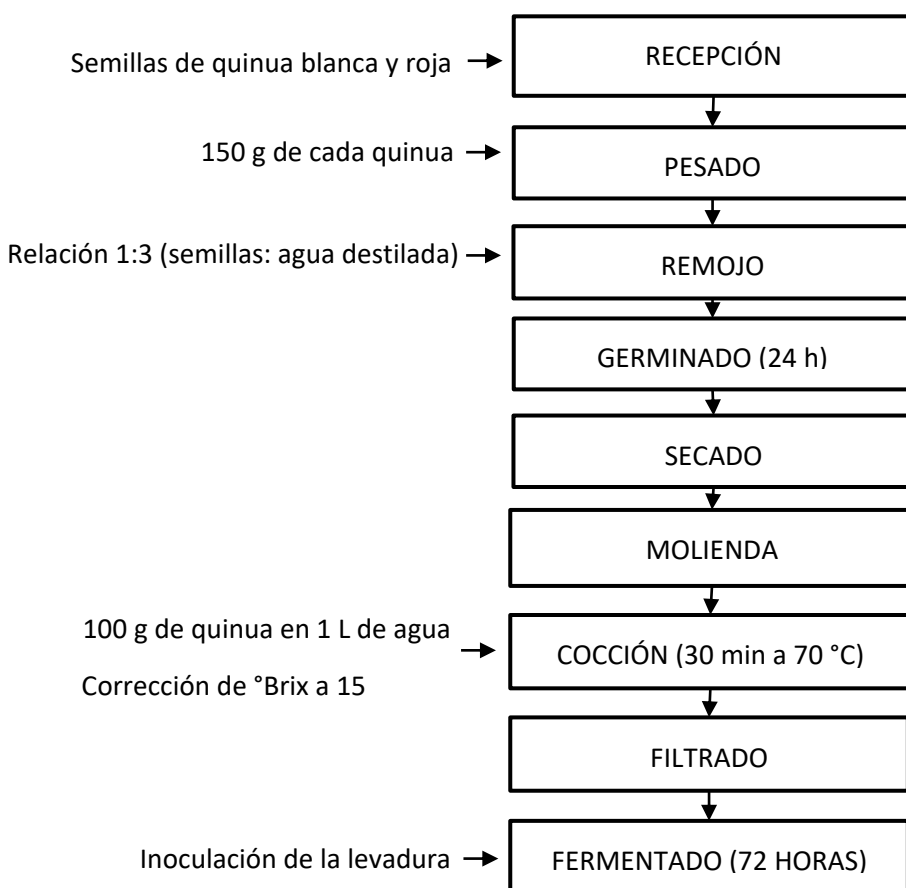 Semillas de quinua blanca y roja
RECEPCIÓN
150 g de cada quinua
PESADO
Relación 1:3 (semillas: agua destilada)
REMOJO
GERMINADO (24 h)
SECADO
MOLIENDA
100 g de quinua en 1 L de agua
Corrección de °Brix a 15
COCCIÓN (30 min a 70 °C)
FILTRADO
Inoculación de la levadura
FERMENTADO (72 HORAS)